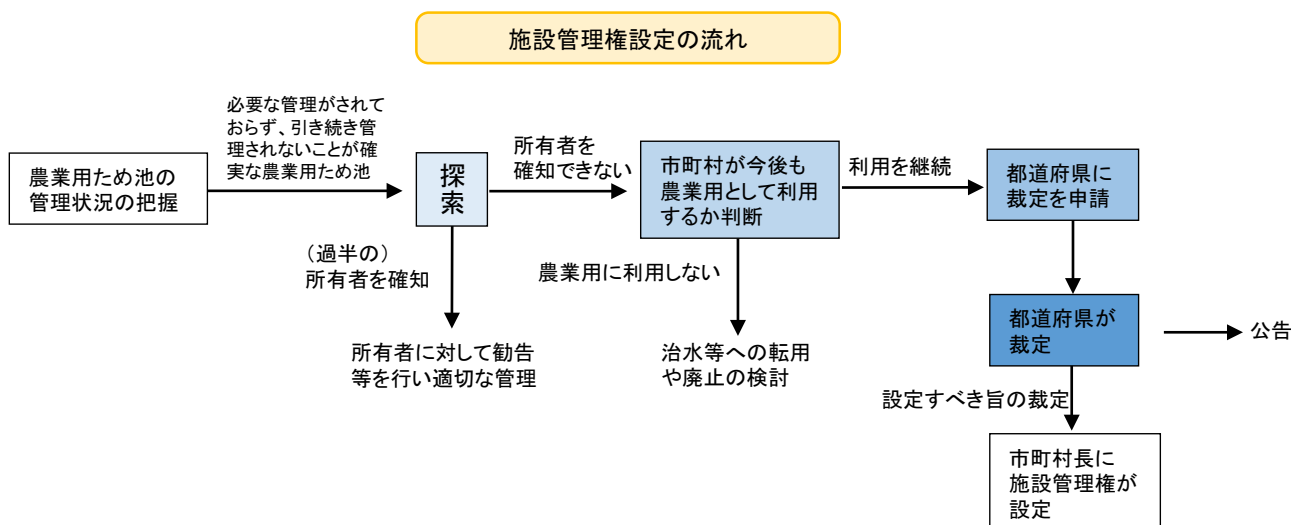 施設管理権設定の流れ
必要な管理がされて
おらず、引き続き管
理されないことが確
実な農業用ため池
農業用ため池の
管理状況の把握
探
索
所有者を
確知できない
市町村が今後も
農業用として利用
するか判断
利用を継続
都道府県に
裁定を申請
（過半の）
所有者を確知
農業用に利用しない
都道府県が
裁定
公告
所有者に対して勧告
等を行い適切な管理
治水等への転用
や廃止の検討
設定すべき旨の裁定
市町村長に
施設管理権が
設定